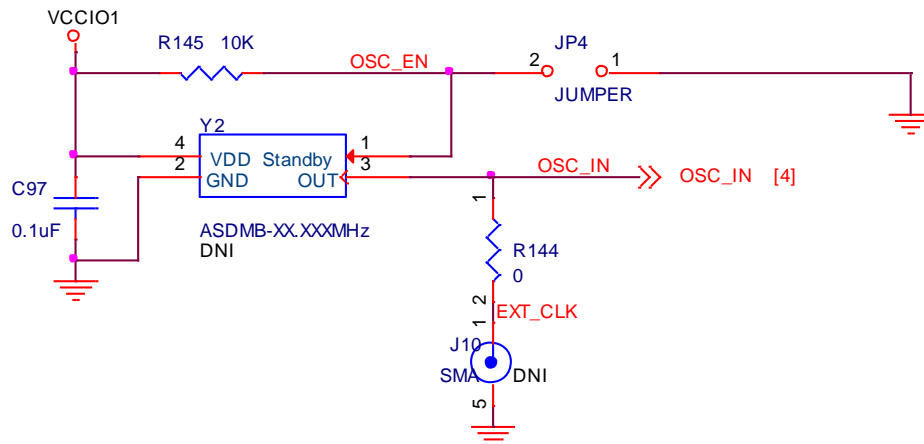 VCCIO1
R145 10K
OSC_EN
2
JP4
1
JUMPER
Y2
4
VDD
Standby
1
2
GND
OUT
3
OSC_IN
OSC_IN [4]
C97
0.1uF
ASDMB-XX.XXXMHz
DNI
1
R144
0
2
EXT_CLK
1
J10
SMA
DNI
5